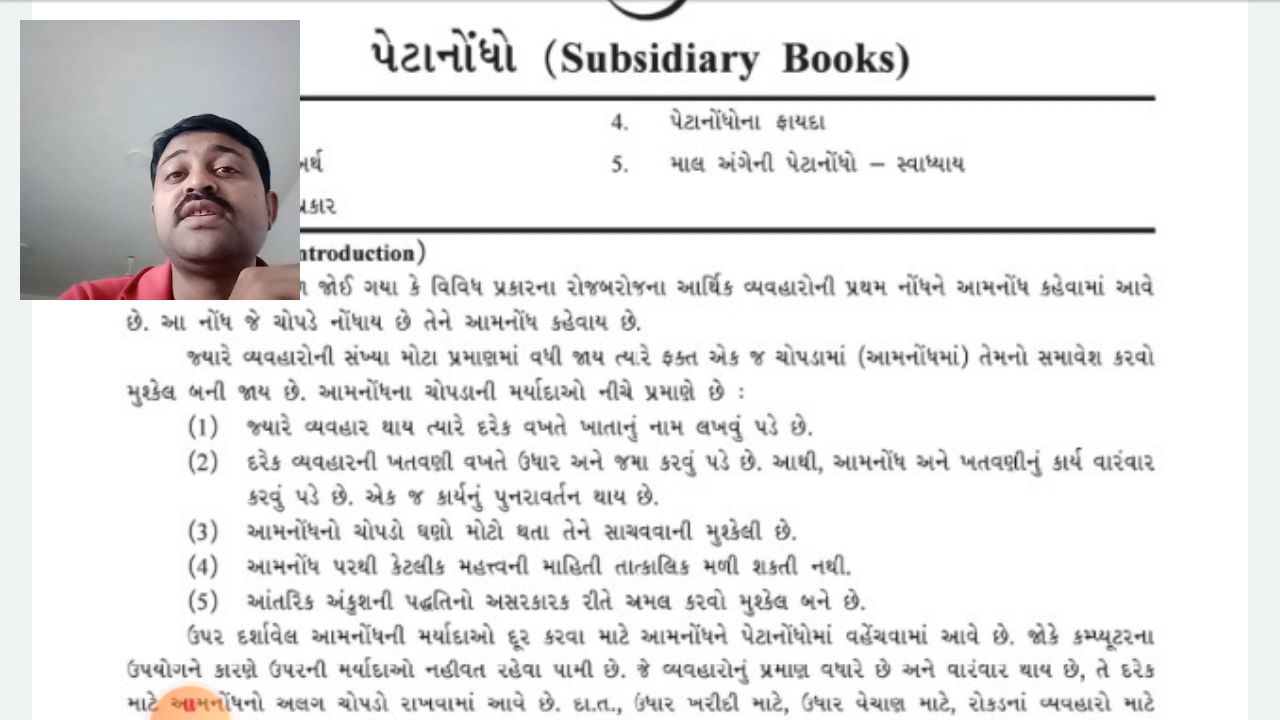 પેટાનોંધો (Subsidiary Books)
4. પેટાનોંધોના ફાયદા
5. માલ અંગેની પેટાનોંધો – સ્વાધ્યાય
જોઈ ગયા કે વિવિધ પ્રકારના રોજબરોજના આર્થિક વ્યવહારોની પ્રથમ નોંધને આમનોંધ કહેવામાં આવે
છે. આ નોંધ જે ચોપડે નોંધાય છે તેને આમનોંધ કહેવાય છે.
જ્યારે વ્યવહારોની સંખ્યા મોટા પ્રમાણમાં વધી જાય ત્યારે ફક્ત એક જ ચોપડામાં (આમનોંધમાં) તેમનો સમાવેશ કરવો
મુશ્કેલ બની જાય છે. આમનોંધના ચોપડાની મર્યાદાઓ નીચે પ્રમાણે છે :
(1) જ્યારે વ્યવહાર થાય ત્યારે દરેક વખતે ખાતાનું નામ લખવું પડે છે.
(2) દરેક વ્યવહારની ખતવણી વખતે ઉધાર અને જમા કરવું પડે છે. આથી, આમનોંધ અને ખતવણીનું કાર્ય વારંવાર
કરવું પડે છે. એક જ કાર્યનું પુનરાવર્તન થાય છે.
(3) આમનોંધનો ચોપડો ઘણો મોટો થતા તેને સાચવવાની મુશ્કેલી છે.
(4) આમનોંધ પરથી કેટલીક મહત્ત્વની માહિતી તાત્કાલિક મળી શકતી નથી.
(5) આંતરિક અંકુશની પદ્ધતિનો અસરકારક રીતે અમલ કરવો મુશ્કેલ બને છે.
ઉપર દર્શાવેલ આમનોંધની મર્યાદાઓ દૂર કરવા માટે આમનોંધને પેટાનોંધોમાં વહેંચવામાં આવે છે. જોકે કમ્પ્યૂટરના
ઉપયોગને કારણે ઉપરની મર્યાદાઓ નહીવત રહેવા પામી છે. જે વ્યવહારોનું પ્રમાણ વધારે છે અને વારંવાર થાય છે, તે દરેક
માટે આમનોંધનો અલગ ચોપડો રાખવામાં આવે છે. દા.ત., ઉધાર ખરીદી માટે, ઉધાર વેચાણ માટે, રોકડનાં વ્યવહારો માટે